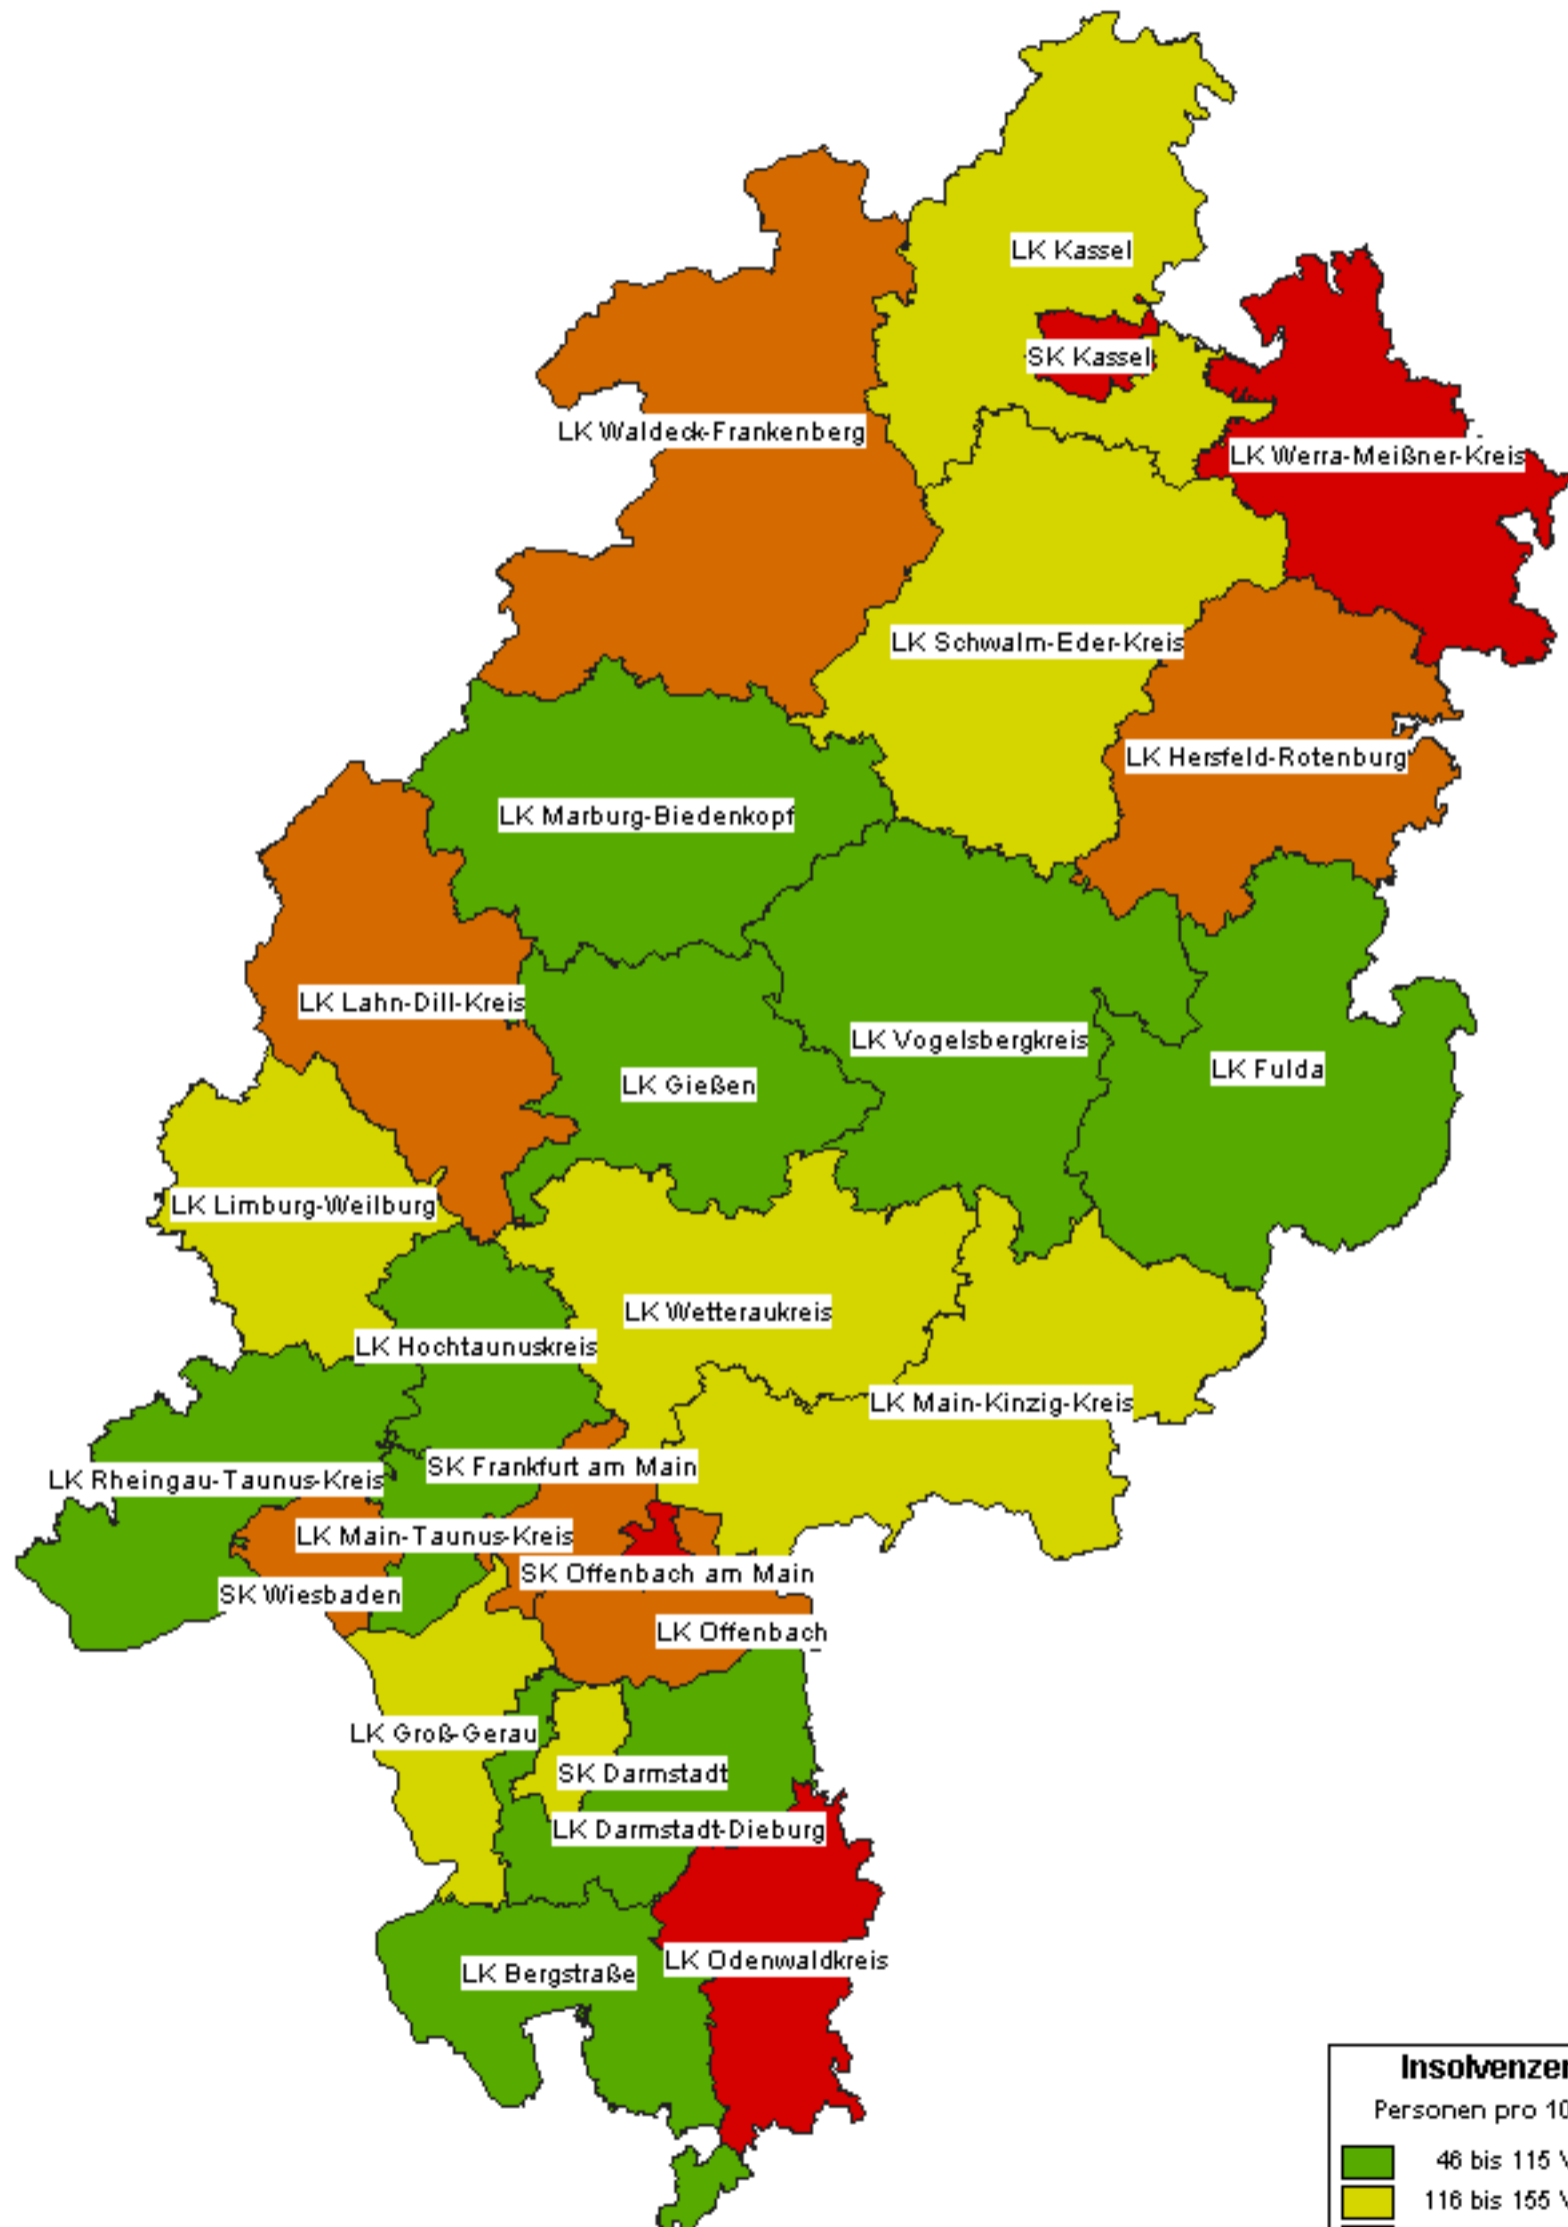 LK Kassel
SK Kassel
LK Waldeck-Frankenberg
LK Werra-Meißner-Kreis
LK Schwalm-Eder-Kreis
LK Hersfeld-Rotenburg
LK Marburg-Biedenkopf
LK Lahn-Dill-Kreis
LK Vogelsbergkreis
LK Fulda
LK Gießen
LK Limburg-Weilburg
LK Wetteraukreis
LK Hochtaunuskreis
LK Main-Kinzig-Kreis
SK Frankfurt am Main
LK Rheingau-Taunus-Kreis
LK Main-Taunus-Kreis
SK Offenbach am Main
SK Wiesbaden
LK Offenbach
LK Groß-Gerau
SK Darmstadt
LK Darmstadt-Dieburg
LK Odenwaldkreis
LK Bergstraße
Insolvenzen
Personen pro 10
46 bis 115
116 bis 155